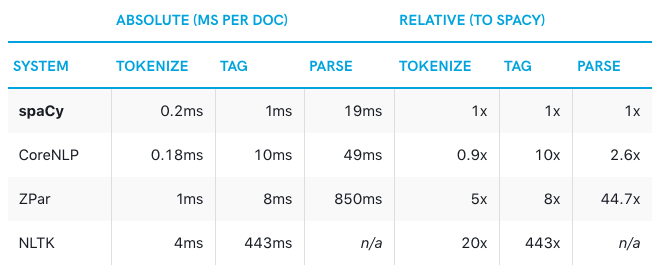 ABSOLUTE (MS PER DOC) RELATIVE (TO SPACY)
SYSTEM TOKENIZE TAG PARSE TOKENIZE TAG PARSE
spaCy 0.2ms 1ms 19ms 1x 1x 1x
CoreNLP 0.18ms 10ms 49ms 0.9x 10x 2.6x
ZPar 1ms 8ms 850ms 5x 8x 44.7x
NLTK 4ms 443ms n/a 20x 443x n/a